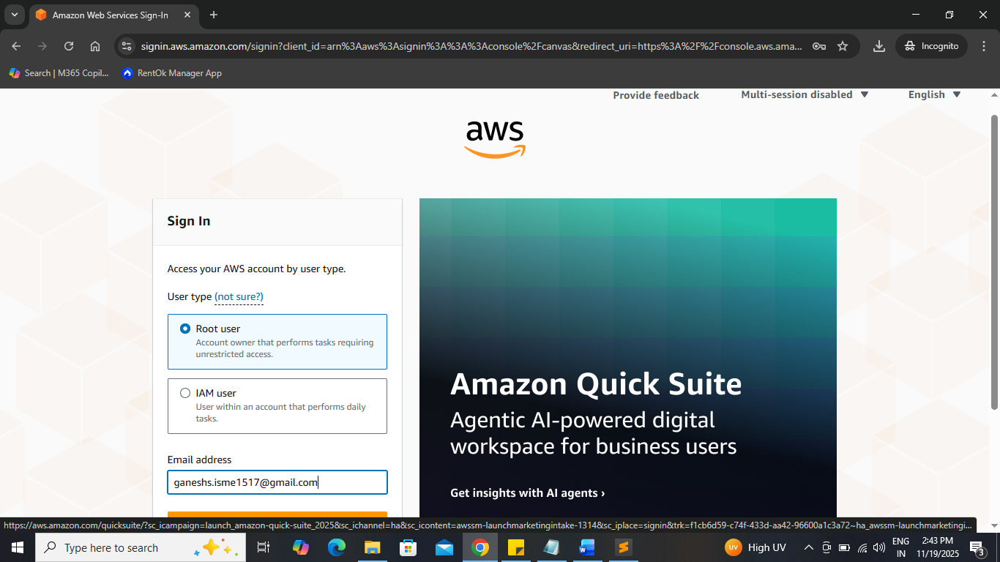 Amazon Web Services Sign-In
signin.aws.amazon.com/signin?client_id=arn%3Aaws%3Asignin%3A%3A%3Aconsole%2Fcanvas&redirect_uri=https%3A%2F%2Fconsole.aws.ama...
Incognito
Search | M365 Copil...
RentOk Manager App
Provide feedback
Multi-session disabled
English
aws
Sign In
Access your AWS account by user type.
User type (not sure?)
Root user
Account owner that performs tasks requiring
unrestricted access.
IAM user
User within an account that performs daily
tasks.
Email address
ganeshs.isme1517@gmail.com
Amazon Quick Suite
Agentic AI-powered digital
workspace for business users
Get insights with AI agents ›
https://aws.amazon.com/quicksuite/?sc_icampaign=launch_amazon-quick-suite_2025&sc_ichannel=ha&sc_icontent=awssm-launchmarketingintake-1314&sc_iplace=signin&trk=f1cb6d59-c74f-433d-aa42-96600a1c3a72~ha_awssm-launchmarketingi...
Type here to search
UV
High UV
ENG
IN
2:43 PM
11/19/2025
3